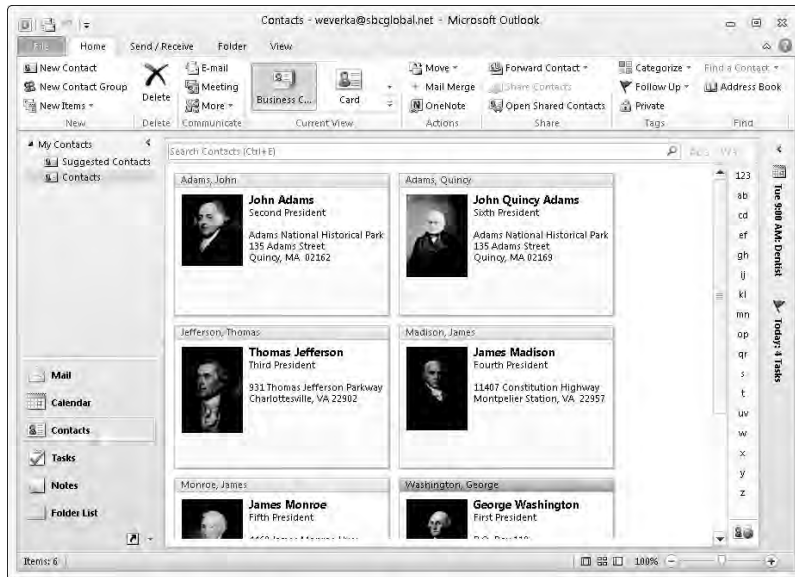 Contacts - weverka@sbcglobal.net - Microsoft Outlook
File Home Send / Receive Folder View
New Contact
New Contact Group
New Items
New
Delete
Delete
E-mail
Meeting
More
Communicate
Business C...
Card
Current View
Move
Mail Merge
OneNote
Actions
Forward Contact
Share Contacts
Open Shared Contacts
Share
Categorize
Follow Up
Private
Tags
Find a Contact
Address Book
Find
My Contacts
Suggested Contacts
Contacts
Mail
Calendar
Contacts
Tasks
Notes
Folder List
Search Contacts (Ctrl+E)
Adams, John
John Adams
Second President
Adams National Historical Park
135 Adams Street
Quincy, MA 02162
Adams, Quincy
John Quincy Adams
Sixth President
Adams National Historical Park
135 Adams Street
Quincy, MA 02169
Jefferson, Thomas
Thomas Jefferson
Third President
931 Thomas Jefferson Parkway
Charlottesville, VA 22902
Madison, James
James Madison
Fourth President
11407 Constitution Highway
Montpelier Station, VA 22957
Monroe, James
James Monroe
Fifth President
Washington, George
George Washington
First President
123
ab
cd
ef
gh
ij
kl
mn
op
qr
s
t
uv
w
x
y
z
Tue 9:00 AM: Dentist
Today: 4 Tasks
Items: 6
100%